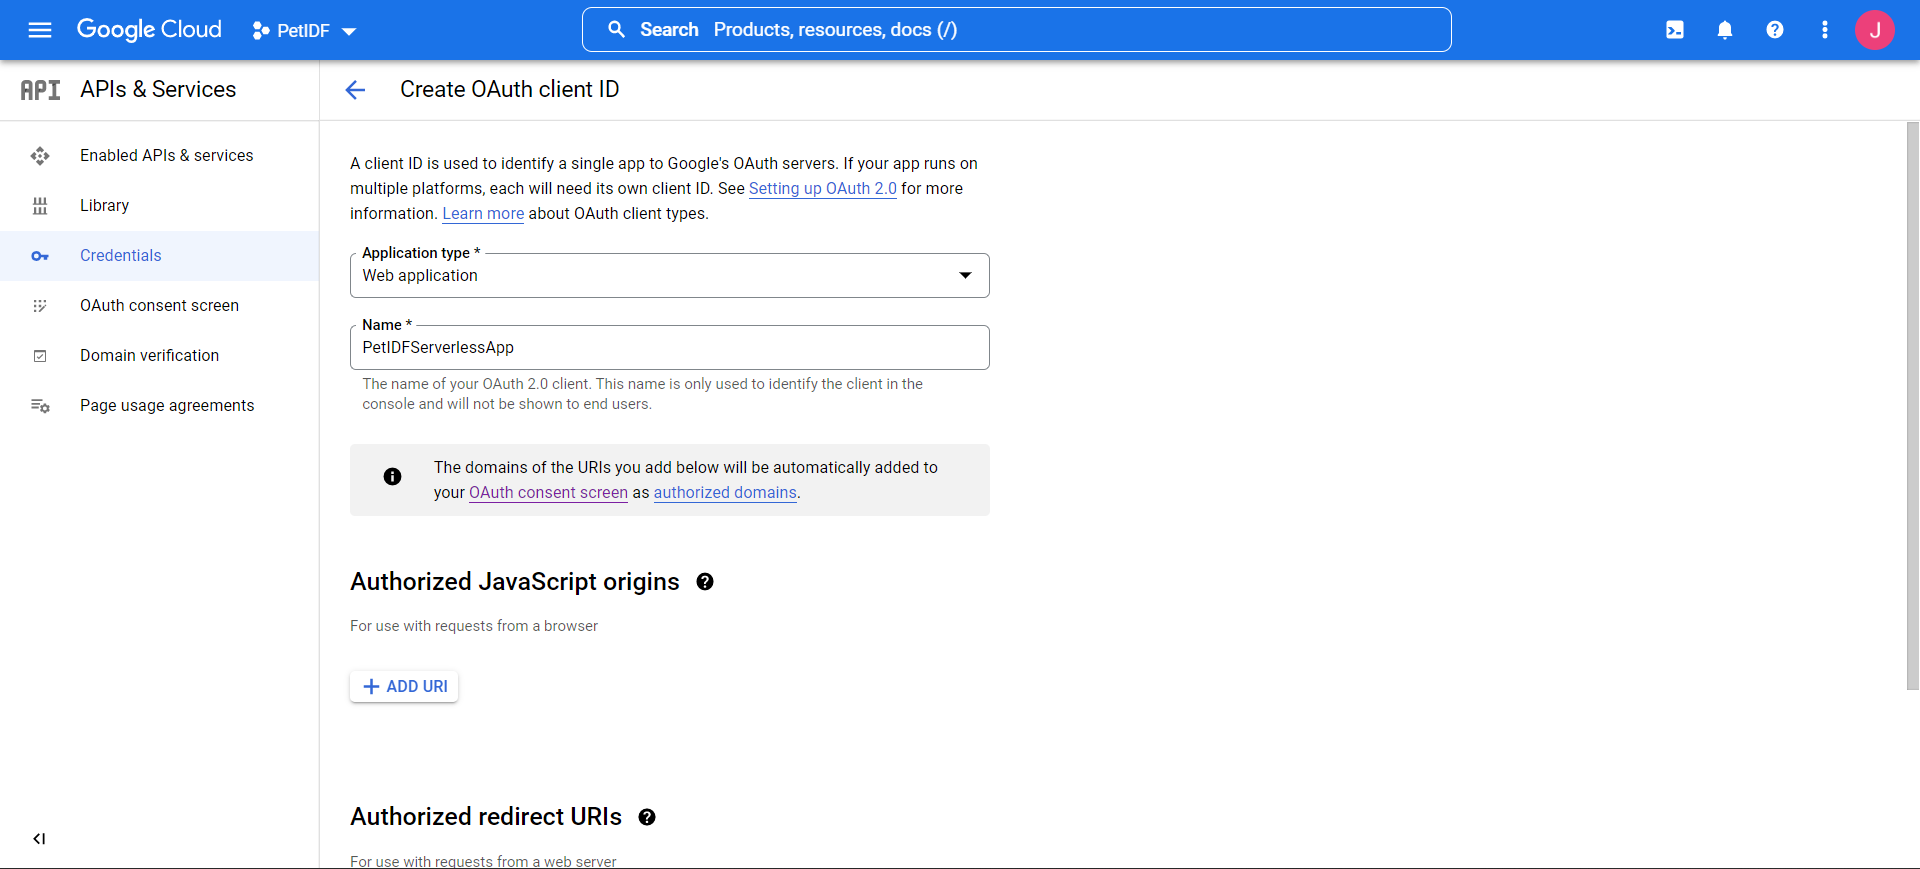 Google Cloud
PetIDF
Search Products, resources, docs (/)
J
API APIs & Services
Create OAuth client ID
Enabled APIs & services
Library
Credentials
OAuth consent screen
Domain verification
Page usage agreements
A client ID is used to identify a single app to Google's OAuth servers. If your app runs on
multiple platforms, each will need its own client ID. See Setting up OAuth 2.0 for more
information. Learn more about OAuth client types.
Application type *
Web application
Name *
PetIDFServerlessApp
The name of your OAuth 2.0 client. This name is only used to identify the client in the
console and will not be shown to end users.
The domains of the URIs you add below will be automatically added to
your OAuth consent screen as authorized domains.
Authorized JavaScript origins
For use with requests from a browser
+ ADD URI
Authorized redirect URIs
For use with requests from a web server